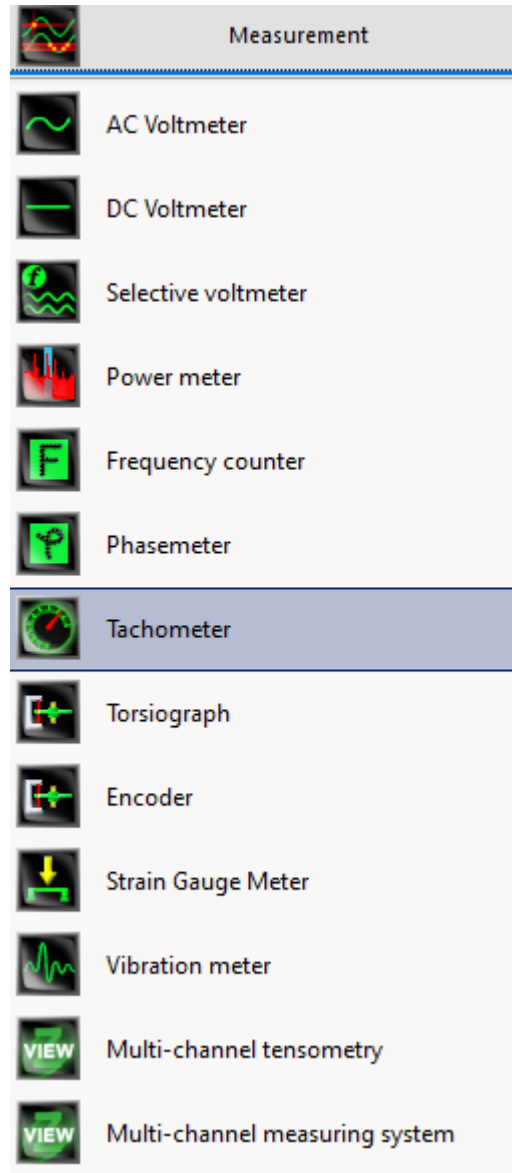 Measurement
AC Voltmeter
DC Voltmeter
f
Selective voltmeter
Power meter
F
Frequency counter
φ
Phasemeter
Tachometer
Torsiograph
Encoder
Strain Gauge Meter
Vibration meter
VIEW
Multi-channel tensometry
VIEW
Multi-channel measuring system